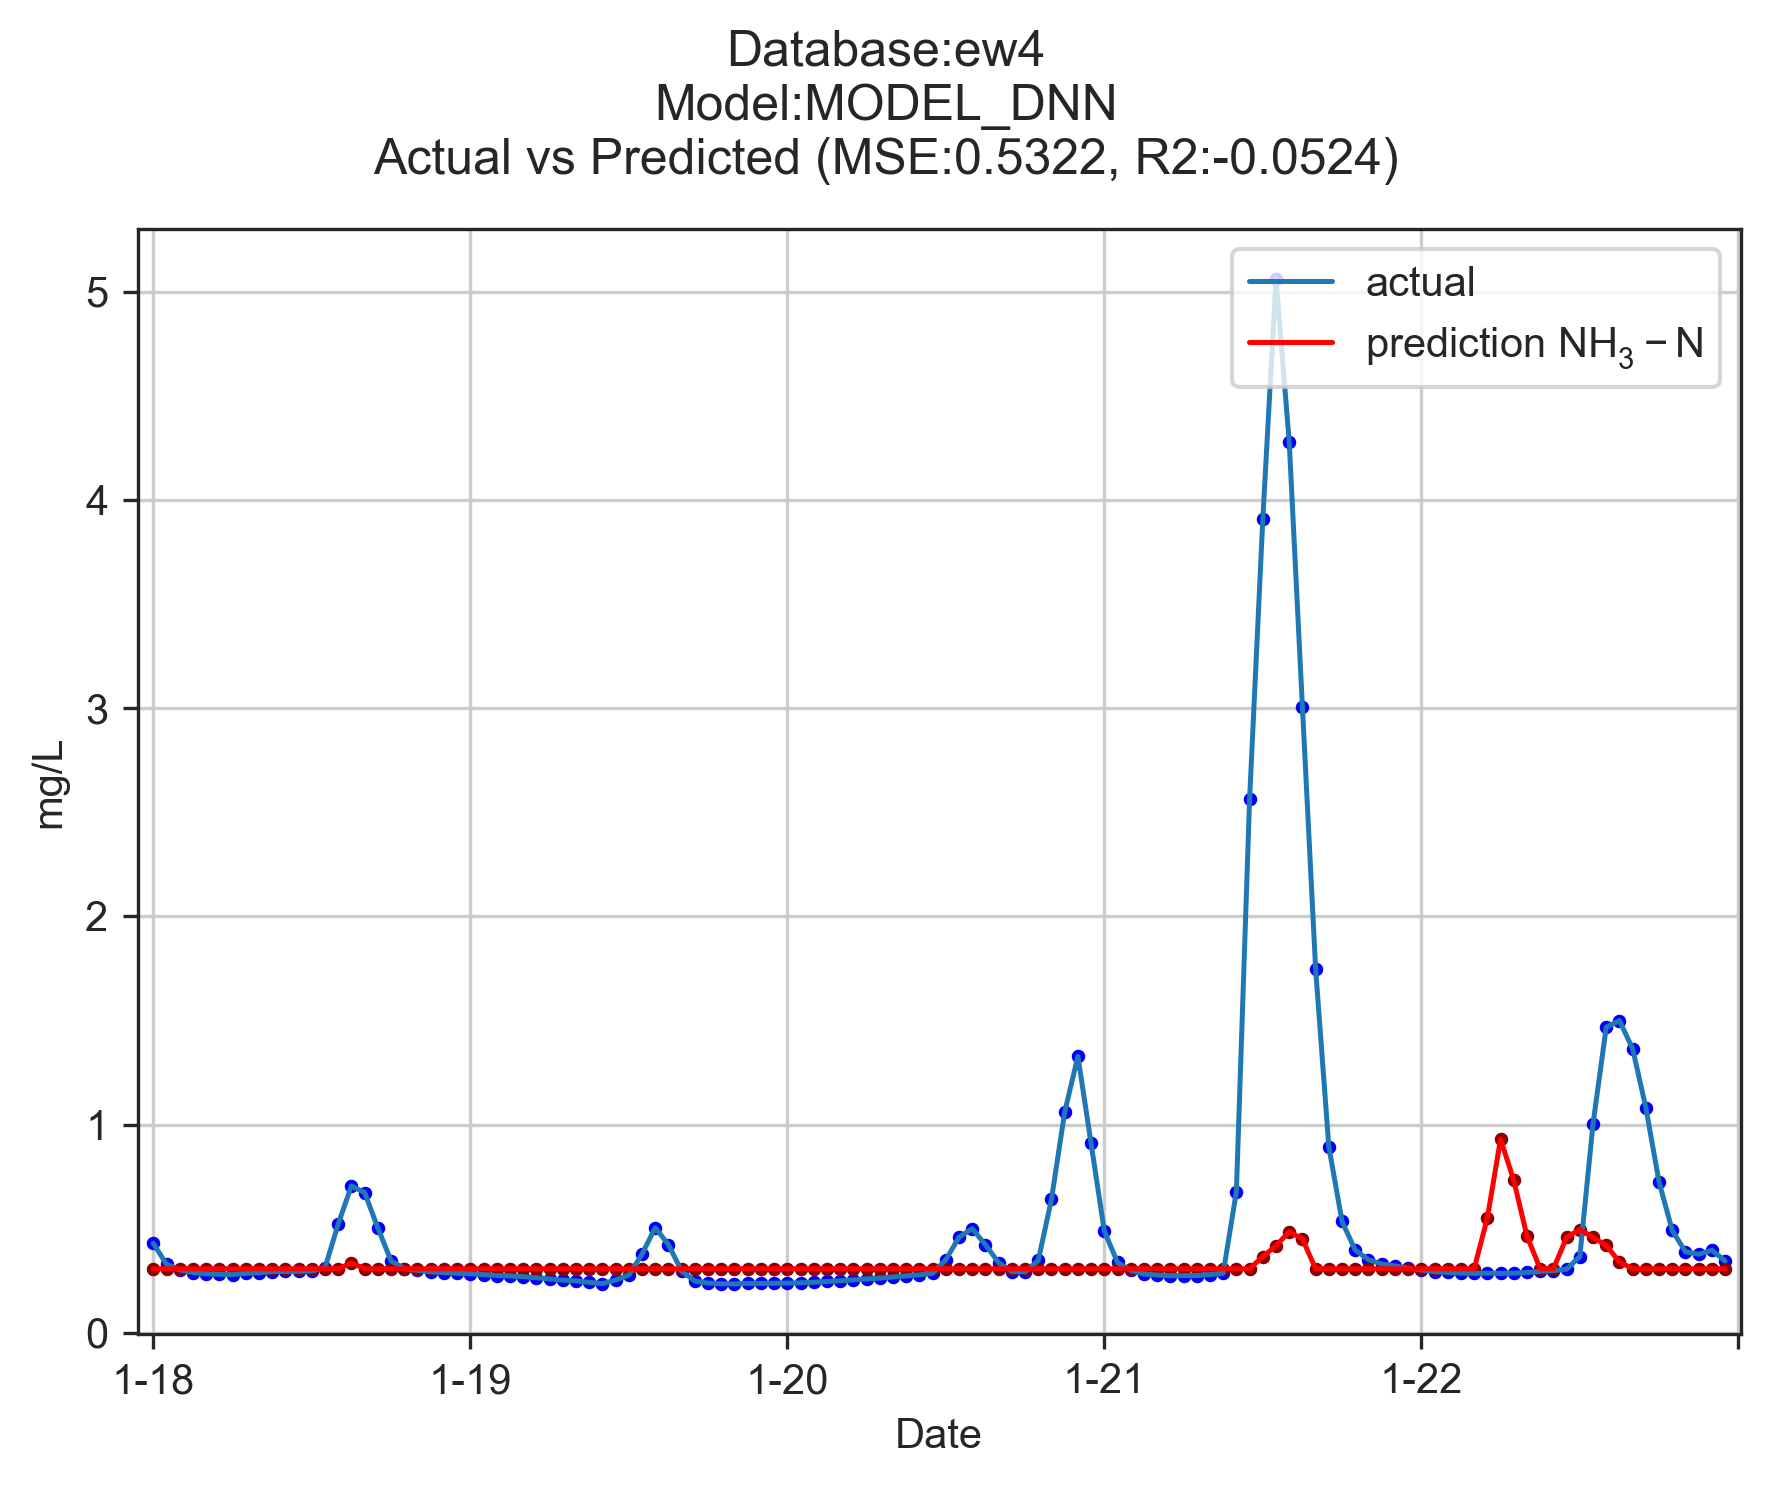 Database:ew4
Model:MODEL_DNN
Actual vs Predicted (MSE:0.5322, R2:-0.0524)
actual
prediction NH₃ − N
5
4
3
2
1
0
mg/L
1-18 1-19 1-20 1-21 1-22
Date